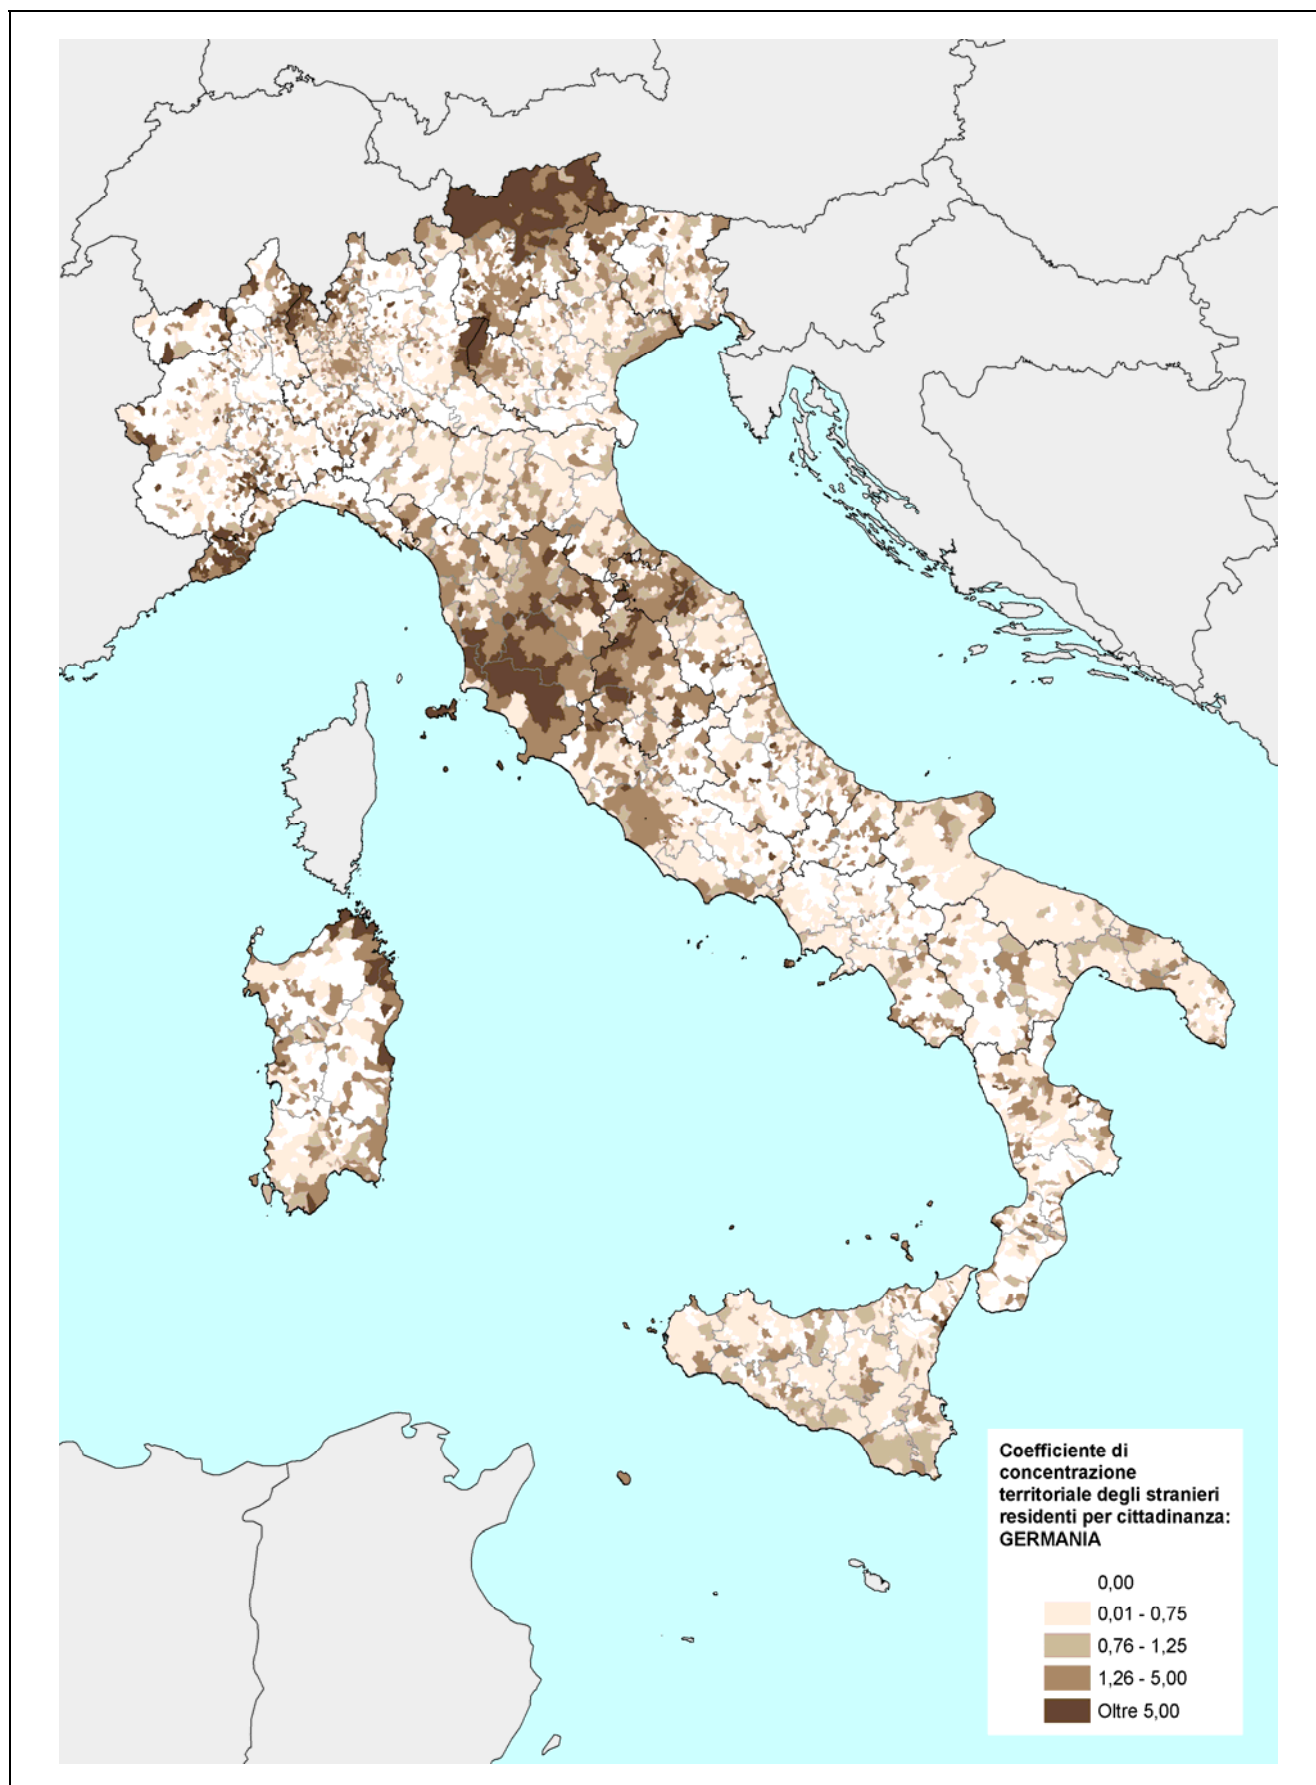 Coefficiente di
concentrazione
territoriale degli stranieri
residenti per cittadinanza:
GERMANIA
0,00
0,01 - 0,75
0,76 - 1,25
1,26 - 5,00
Oltre 5,00